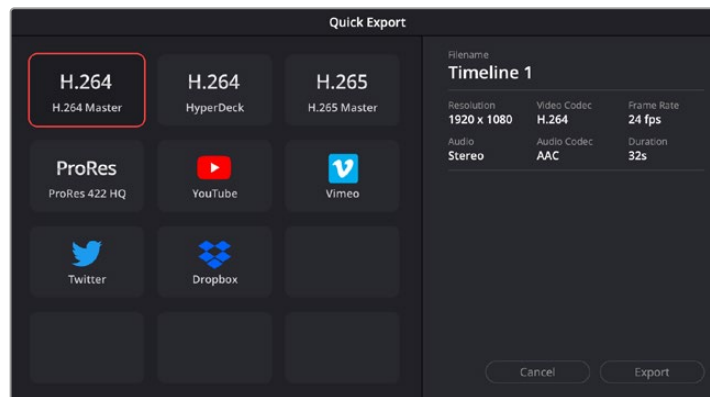 Quick Export
H.264
H.264 Master
H.264
HyperDeck
H.265
H.265 Master
ProRes
ProRes 422 HQ
YouTube
Vimeo
Twitter
Dropbox
Filename
Timeline 1
Resolution
1920 x 1080
Video Codec
H.264
Frame Rate
24 fps
Audio
Stereo
Audio Codec
AAC
Duration
32s
Cancel
Export